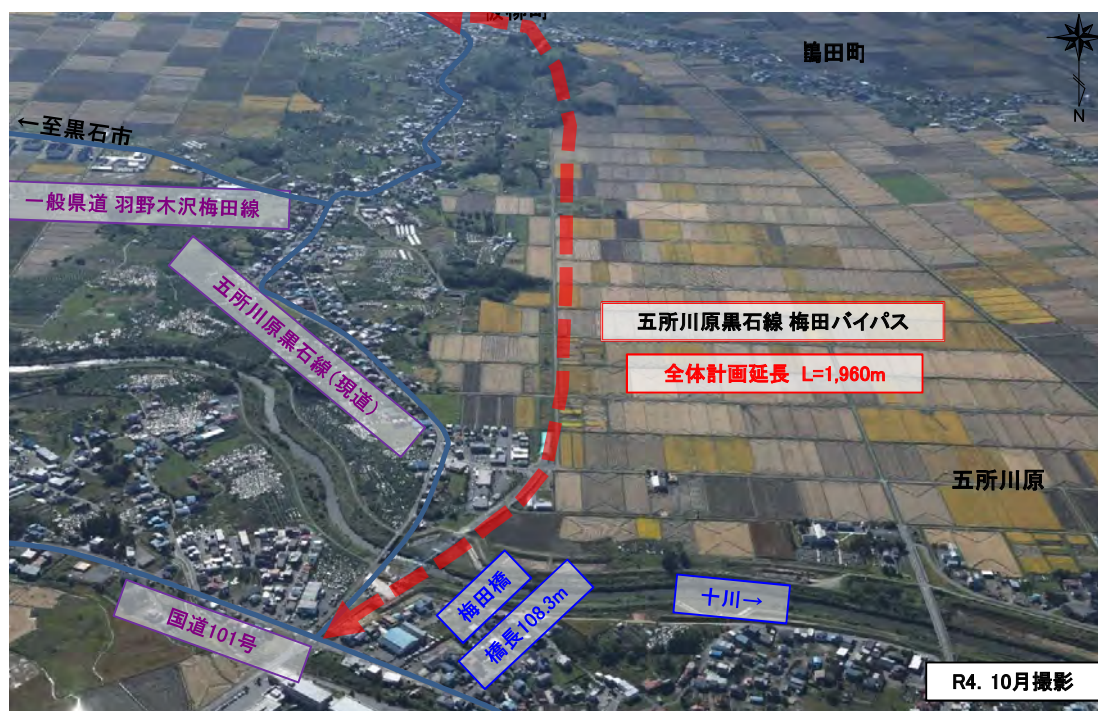 板柳町
鶴田町
N
←至黒石市
一般県道 羽野木沢梅田線
五所川原黒石線(現道)
五所川原黒石線 梅田バイパス
全体計画延長 L=1,960m
五所川原
梅田橋
橋長108.3m
十川→
国道101号
R4. 10月撮影